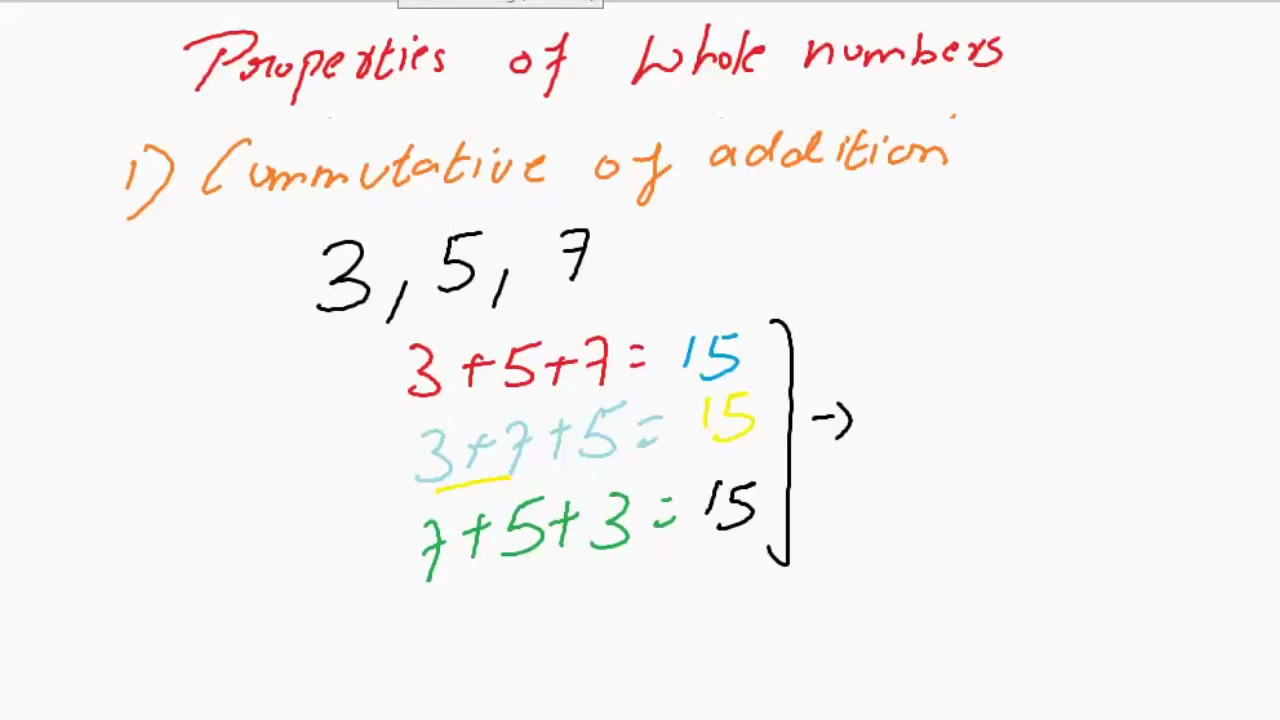 Properties of whole numbers
1) Commutative of addition
3, 5, 7
3+5+7= 15
3+7+5= 15 →
7+5+3= 15